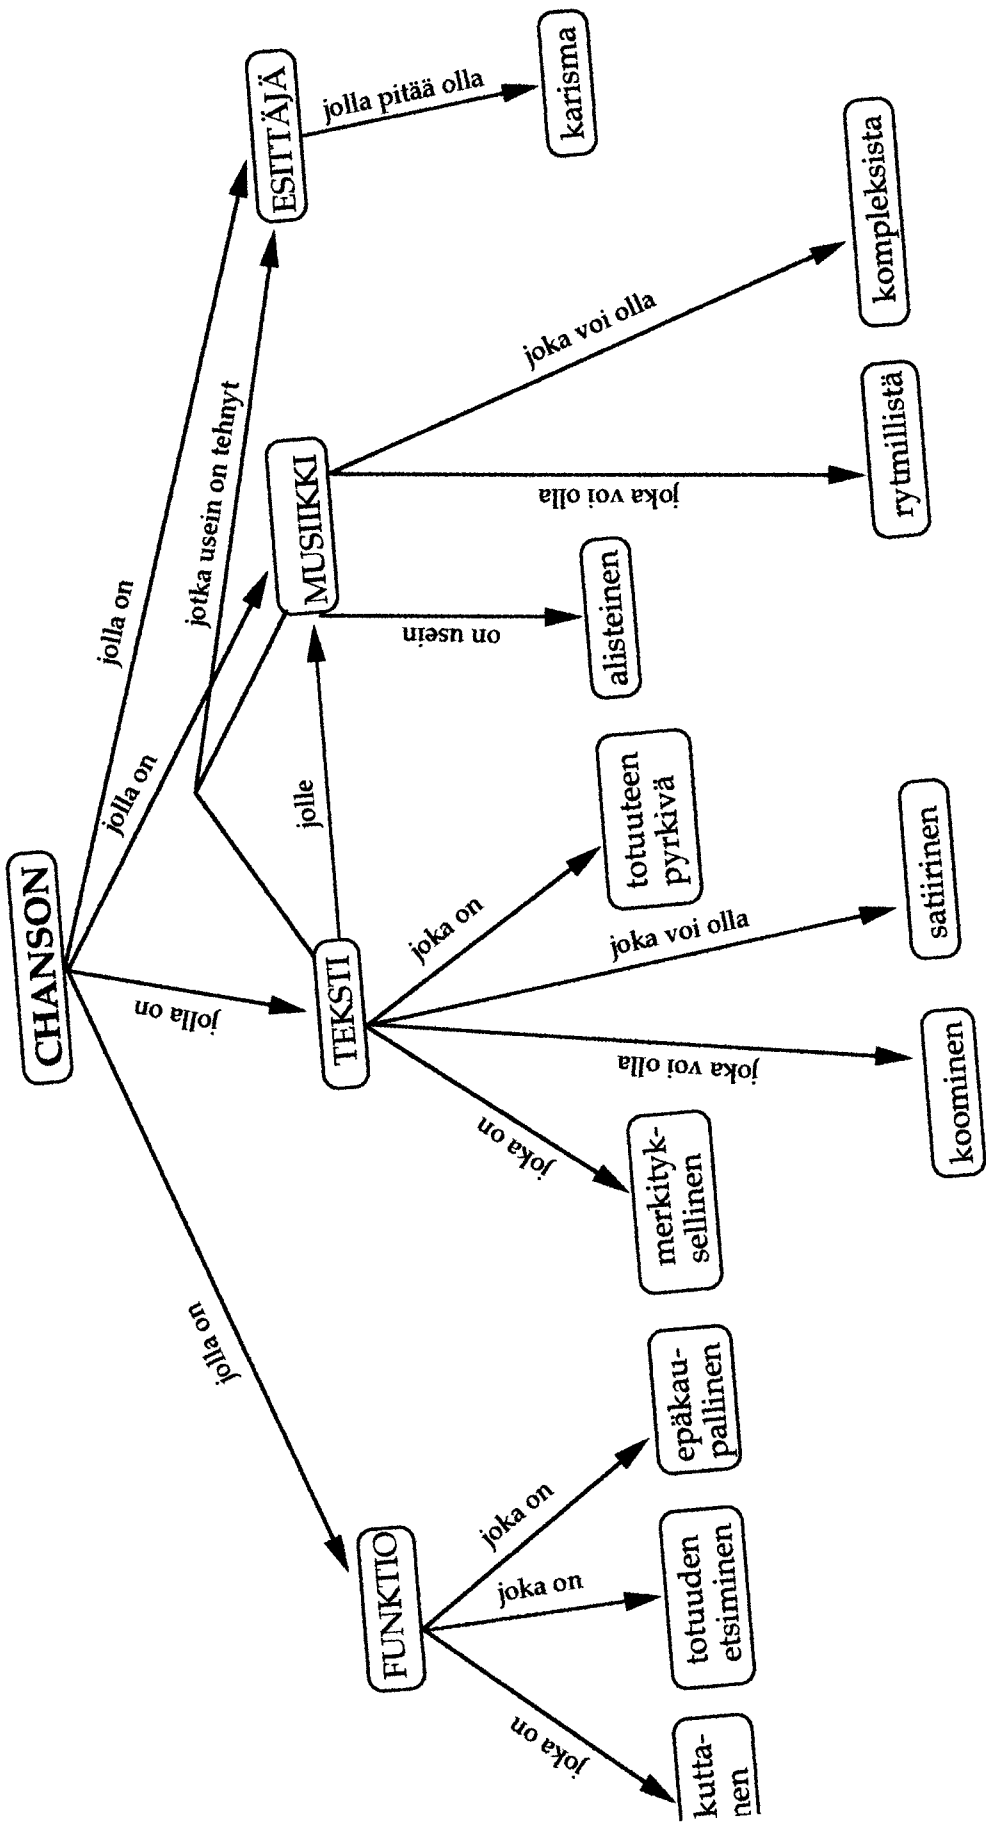 CHANSON
jolla on
jolla on
jolla on
jolla on
jotka usein on tehnyt
FUNKTIO
TEKSTI
MUSIIKKI
ESITTÄJÄ
jolle
joka on
joka on
joka on
joka on
joka voi olla
joka voi olla
joka on
on usein
joka voi olla
joka voi olla
jolla pitää olla
kutta-
nen
totuuden
etsiminen
epäkau-
pallinen
merkityk-
sellinen
totuuteen
pyrkivä
alisteinen
karisma
koominen
satiirinen
rytmillistä
kompleksista